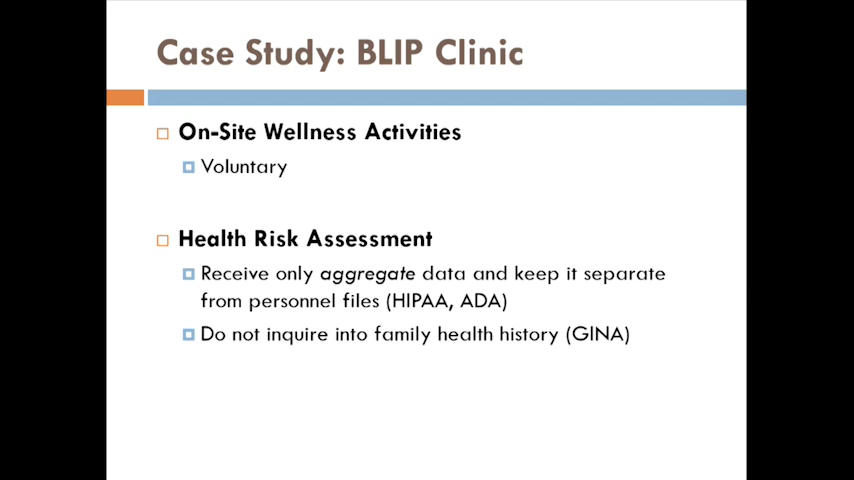 Case Study: BLIP Clinic
On-Site Wellness Activities
Voluntary
Health Risk Assessment
Receive only aggregate data and keep it separate
from personnel files (HIPAA, ADA)
Do not inquire into family health history (GINA)